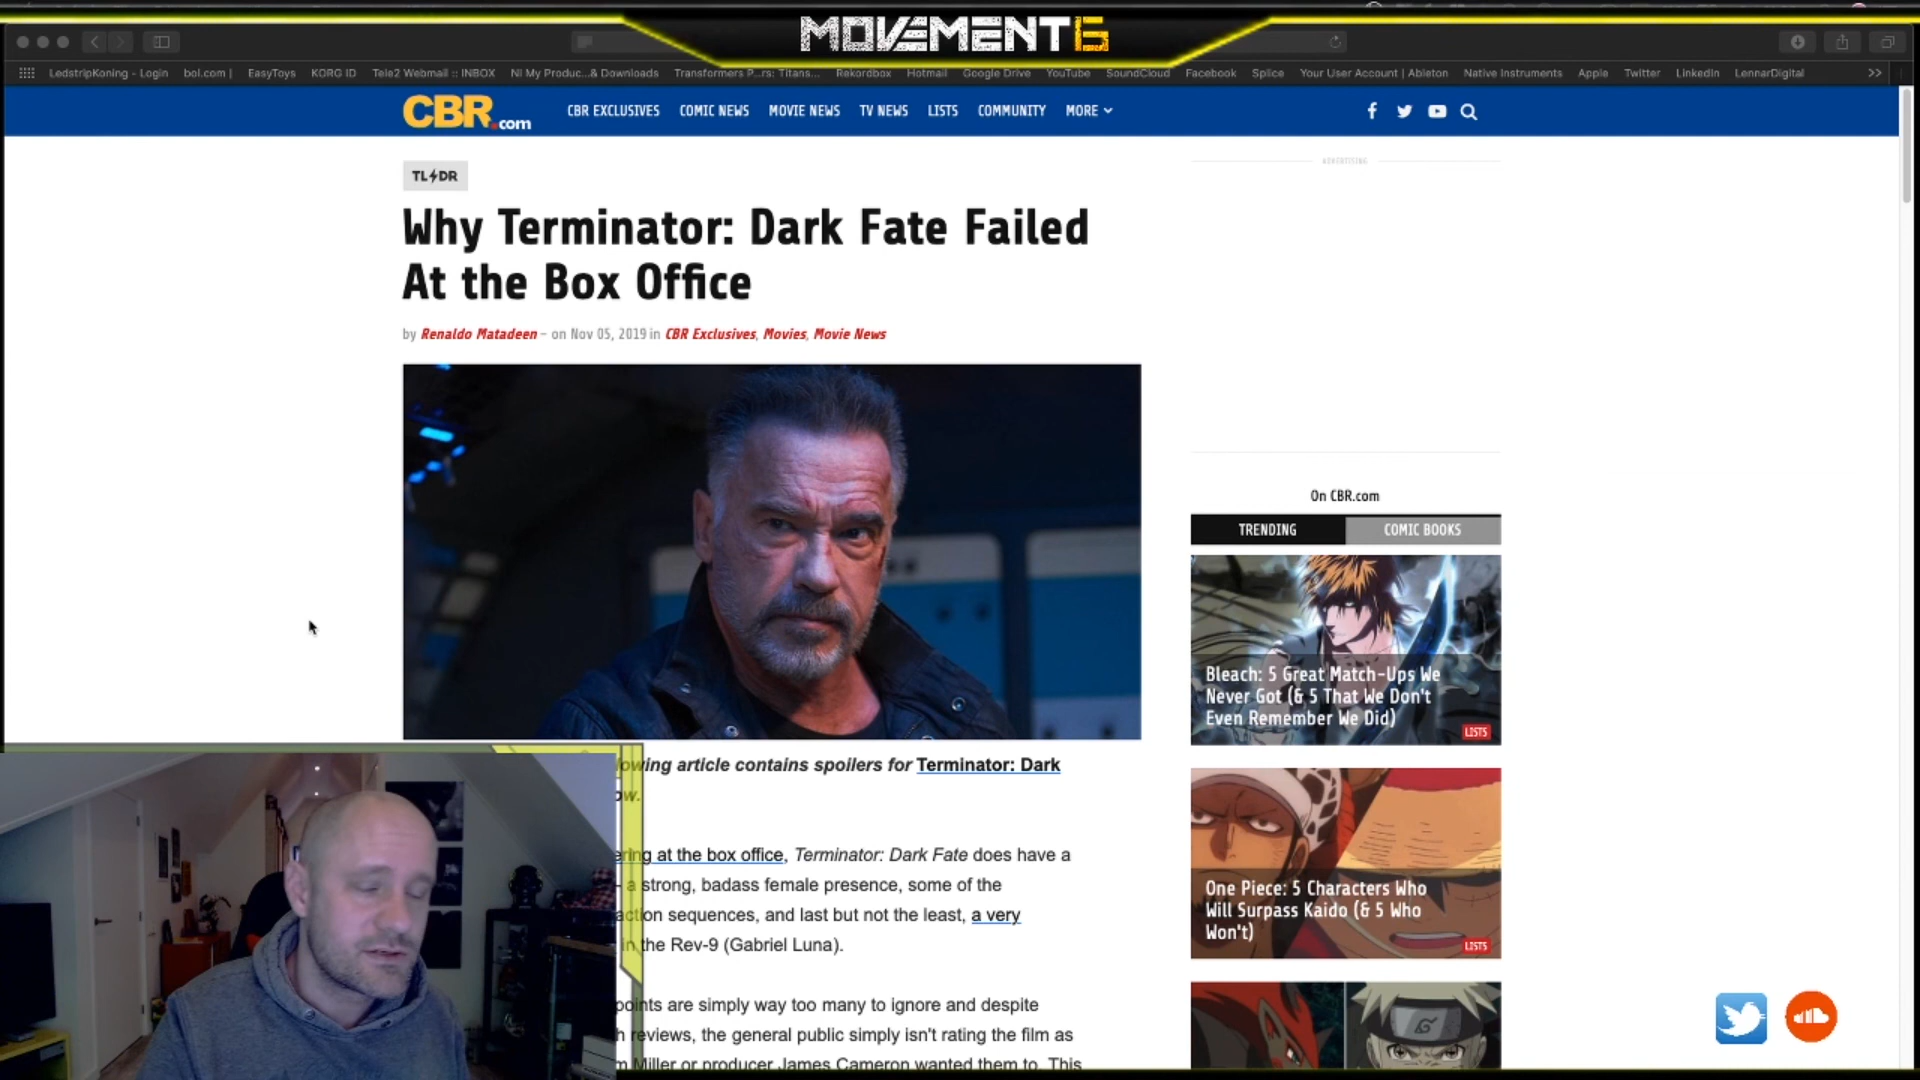 MOVEMENT6
LedstripKoning - Login bol.com | EasyToys KORG ID Tele2 Webmail :: INBOX NI My Produc...& Downloads Transformers P...rs: Titans... Rekordbox Hotmail Google Drive YouTube SoundCloud Facebook Splice Your User Account | Ableton Native Instruments Apple Twitter LinkedIn LennarDigital >>
CBR.com CBR EXCLUSIVES COMIC NEWS MOVIE NEWS TV NEWS LISTS COMMUNITY MORE
TL DR
ADVERTISING
Why Terminator: Dark Fate Failed
At the Box Office
by Renaldo Matadeen – on Nov 05, 2019 in CBR Exclusives, Movies, Movie News
lowing article contains spoilers for Terminator: Dark
ow.
ering at the box office, Terminator: Dark Fate does have a
- a strong, badass female presence, some of the
action sequences, and last but not the least, a very
in the Rev-9 (Gabriel Luna).
points are simply way too many to ignore and despite
h reviews, the general public simply isn't rating the film as
m Miller or producer James Cameron wanted them to. This
On CBR.com
TRENDING COMIC BOOKS
Bleach: 5 Great Match-Ups We
Never Got (& 5 That We Don't
Even Remember We Did)
LISTS
One Piece: 5 Characters Who
Will Surpass Kaido (& 5 Who
Won't)
LISTS